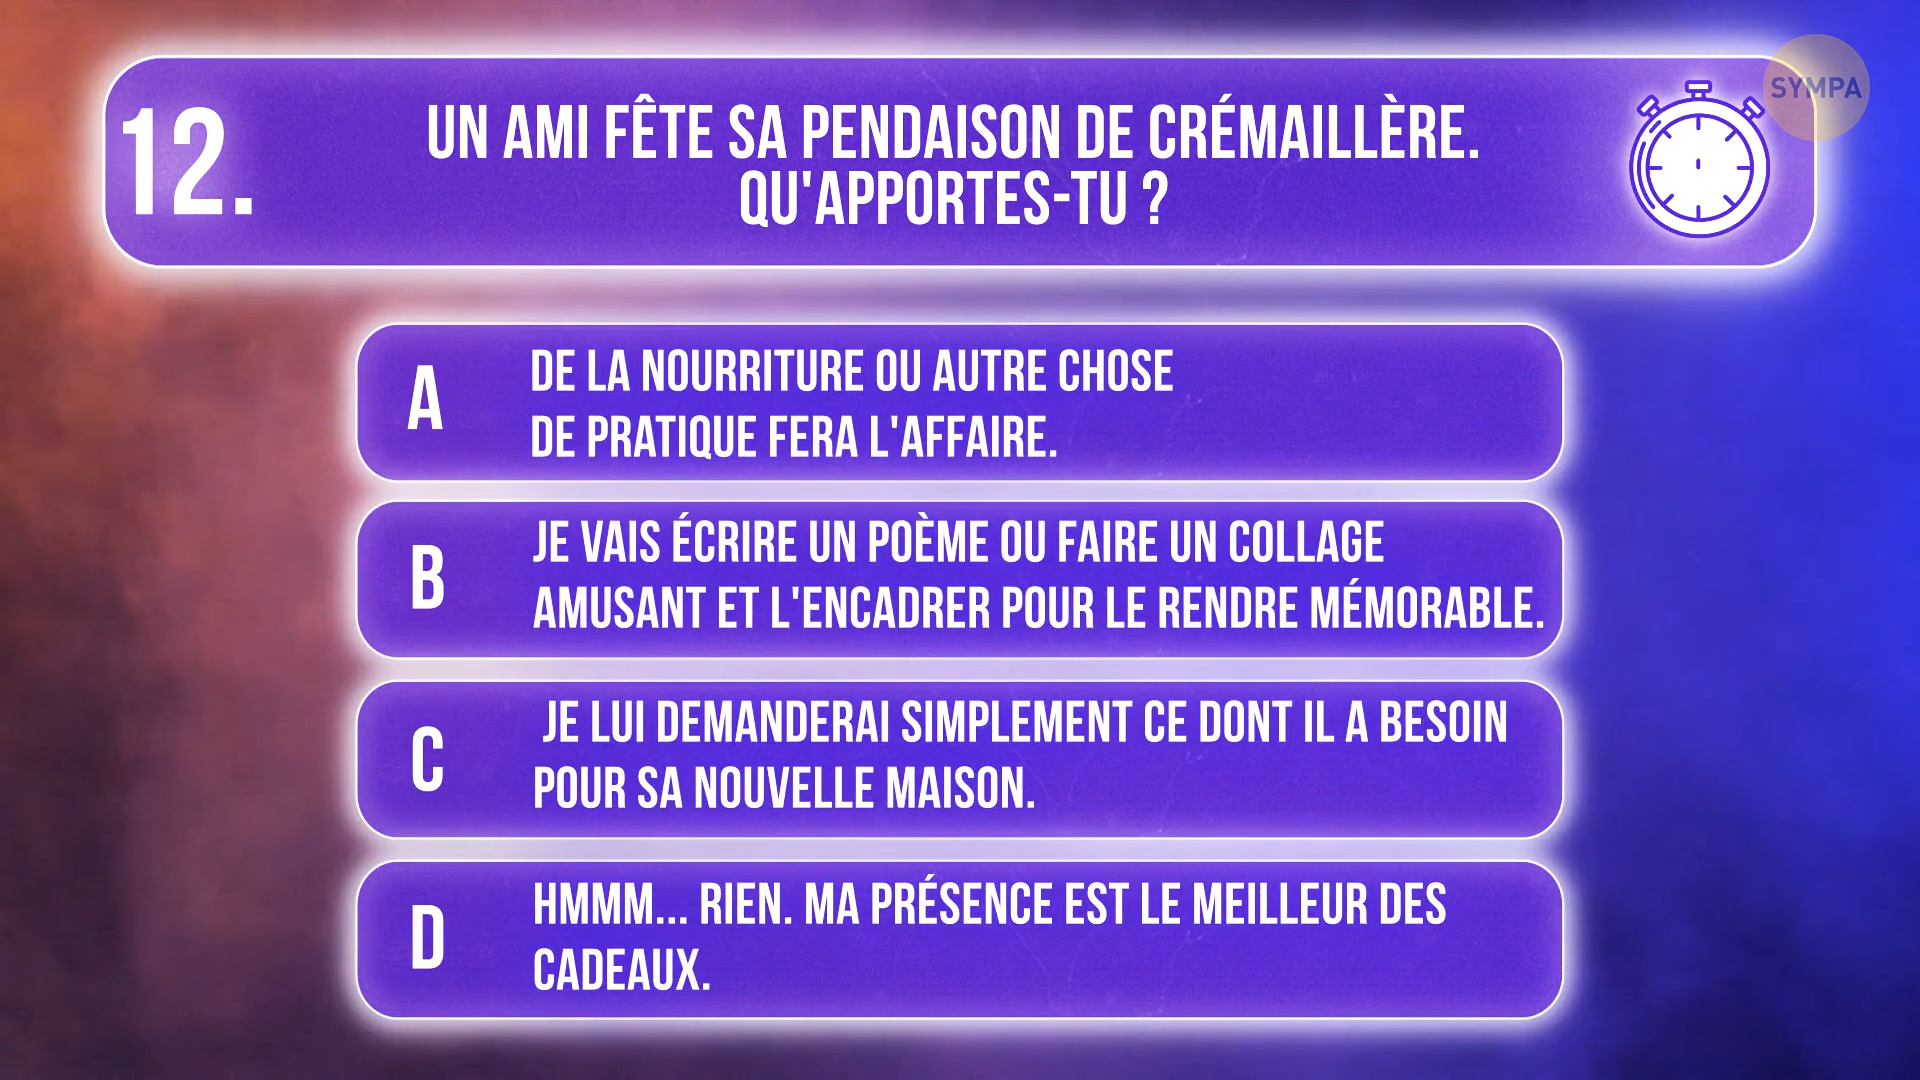 SYMPA
12.
UN AMI FÊTE SA PENDAISON DE CRÉMAILLÈRE.
QU'APPORTES-TU ?
A
DE LA NOURRITURE OU AUTRE CHOSE
DE PRATIQUE FERA L'AFFAIRE.
B
JE VAIS ÉCRIRE UN POÈME OU FAIRE UN COLLAGE
AMUSANT ET L'ENCADRER POUR LE RENDRE MÉMORABLE.
C
JE LUI DEMANDERAI SIMPLEMENT CE DONT IL A BESOIN
POUR SA NOUVELLE MAISON.
D
HMMM... RIEN. MA PRÉSENCE EST LE MEILLEUR DES
CADEAUX.